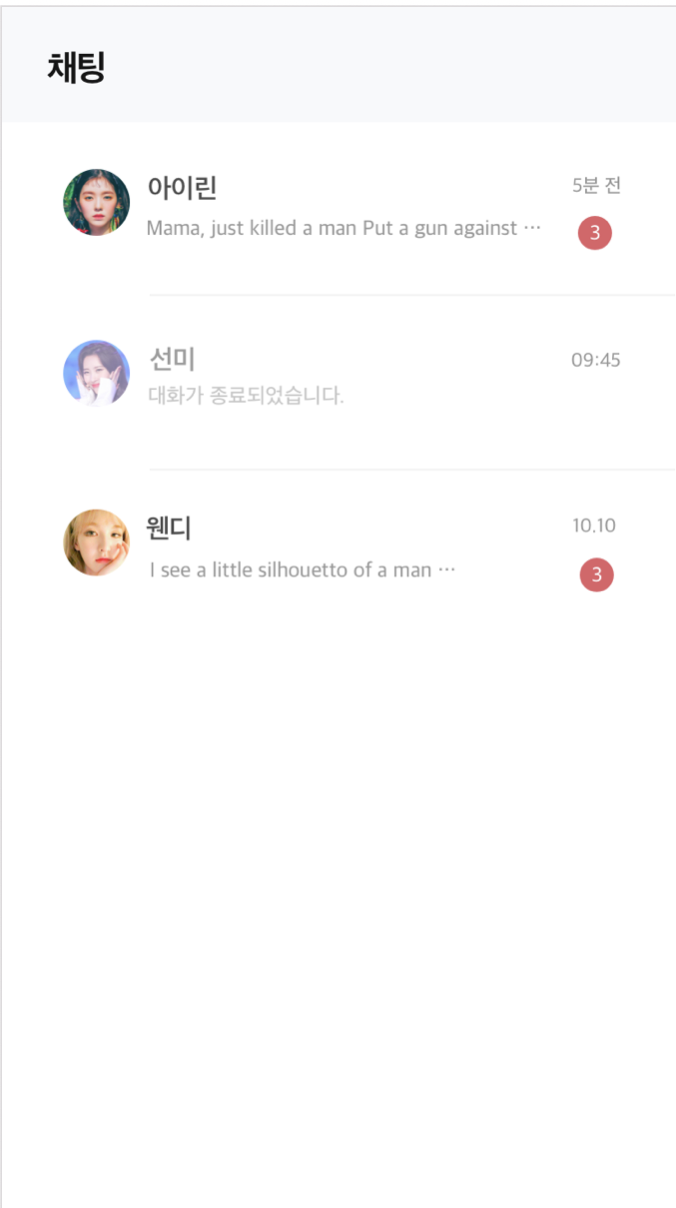 채팅
아이린
5분 전
Mama, just killed a man Put a gun against ···
3
선미
09:45
대화가 종료되었습니다.
웬디
10.10
I see a little silhouetto of a man ···
3